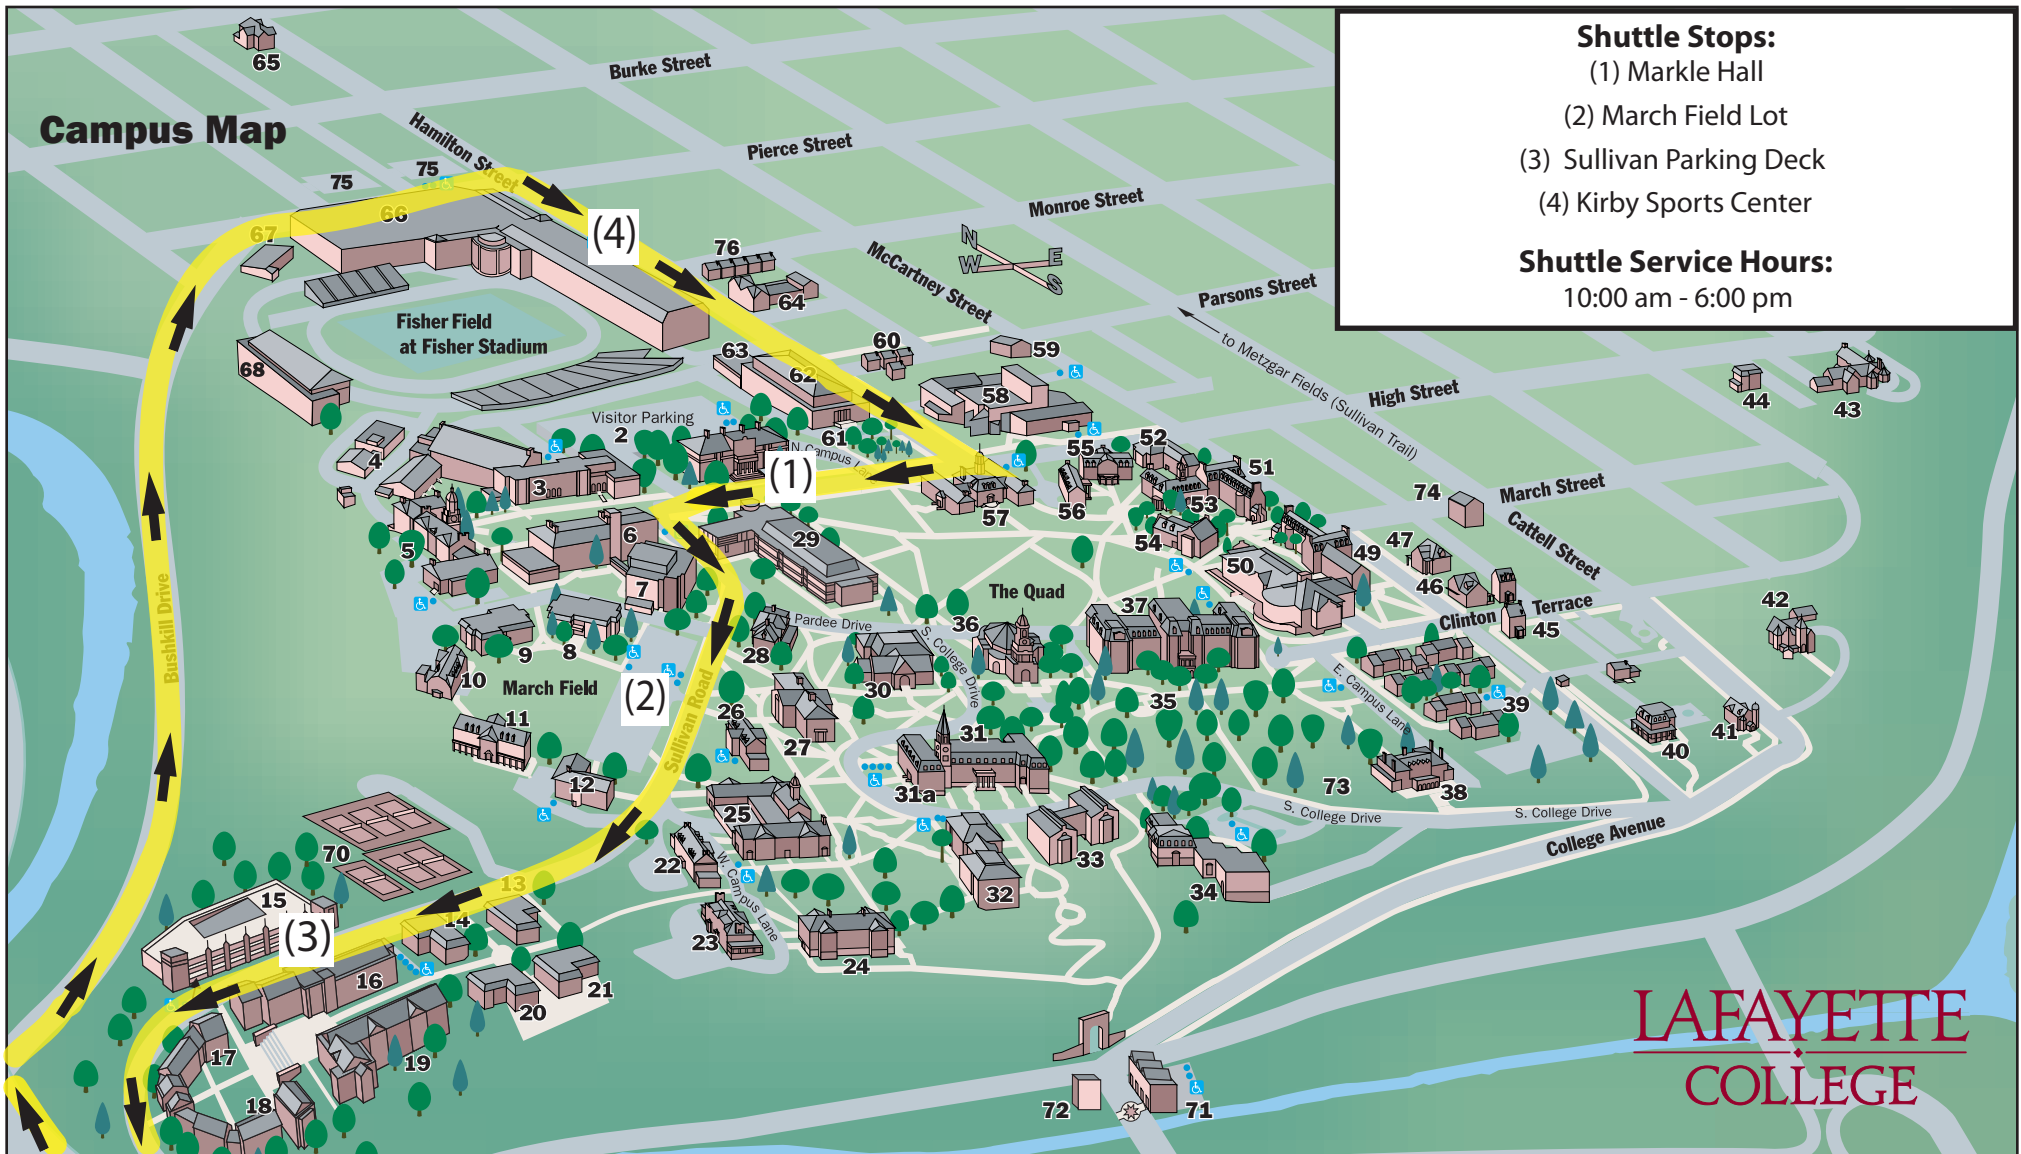 Shuttle Stops:
(1) Markle Hall
(2) March Field Lot
(3) Sullivan Parking Deck
(4) Kirby Sports Center
Shuttle Service Hours:
10:00 am - 6:00 pm
Campus Map
65
Burke Street
Hamilton Street
Pierce Street
75
75
66
67
(4)
Monroe Street
McCartney Street
N
E
W
S
76
64
Parsons Street
to Metzgar Fields (Sullivan Trail)
Fisher Field
at Fisher Stadium
68
63
62
60
59
58
High Street
44
43
Visitor Parking
2
61
N. Campus Lane
4
3
(1)
55
52
51
57
56
53
54
74
March Street
Cattell Street
5
6
7
29
The Quad
50
49
47
46
Clinton Terrace
45
42
9
8
10
March Field
(2)
Sullivan Road
Bushkill Drive
28
Pardee Drive
S. College Drive
36
37
30
35
E. Campus Lane
39
40
41
11
12
26
27
31
31a
73
38
S. College Drive
S. College Drive
College Avenue
25
22
W. Campus Lane
33
32
34
70
13
15
14
(3)
16
23
24
21
20
17
19
18
72
71
LAFAYETTE
COLLEGE